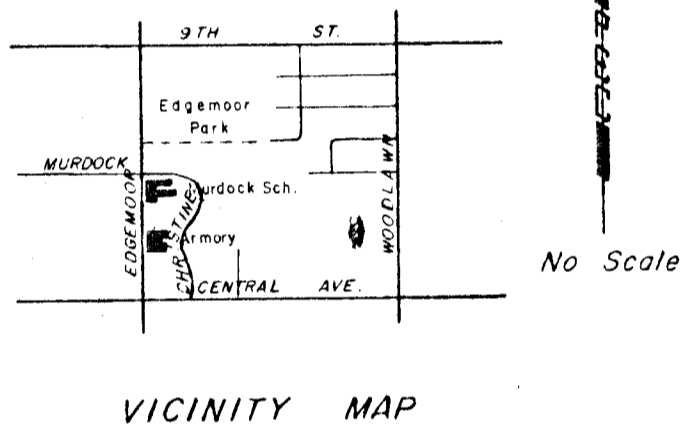 9TH ST.
Edgemoor
Park
MURDOCK
EDGEMOOR
Murdock Sch.
CHRISTINE
Armory
WOODLAWN
CENTRAL AVE.
No Scale
VICINITY MAP